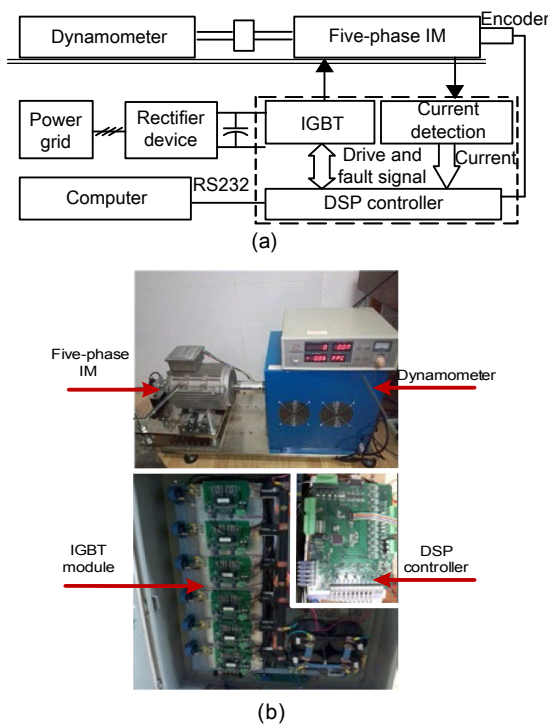 Encoder
Dynamometer
Five-phase IM
Power
grid
Rectifier
device
IGBT
Current
detection
Drive and
fault signal
Current
Computer
RS232
DSP controller
(a)
Five-phase
IM
Dynamometer
IGBT
module
DSP
controller
(b)